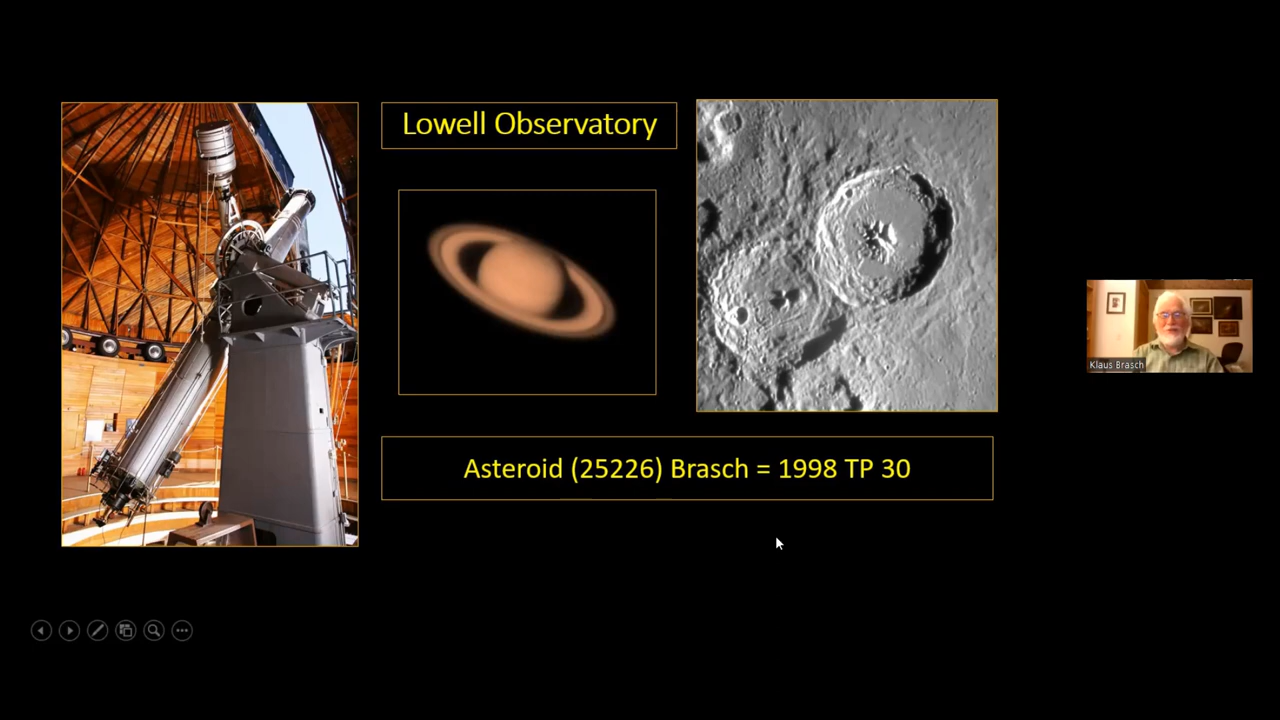 Lowell Observatory
Asteroid (25226) Brasch = 1998 TP 30
Klaus Brasch